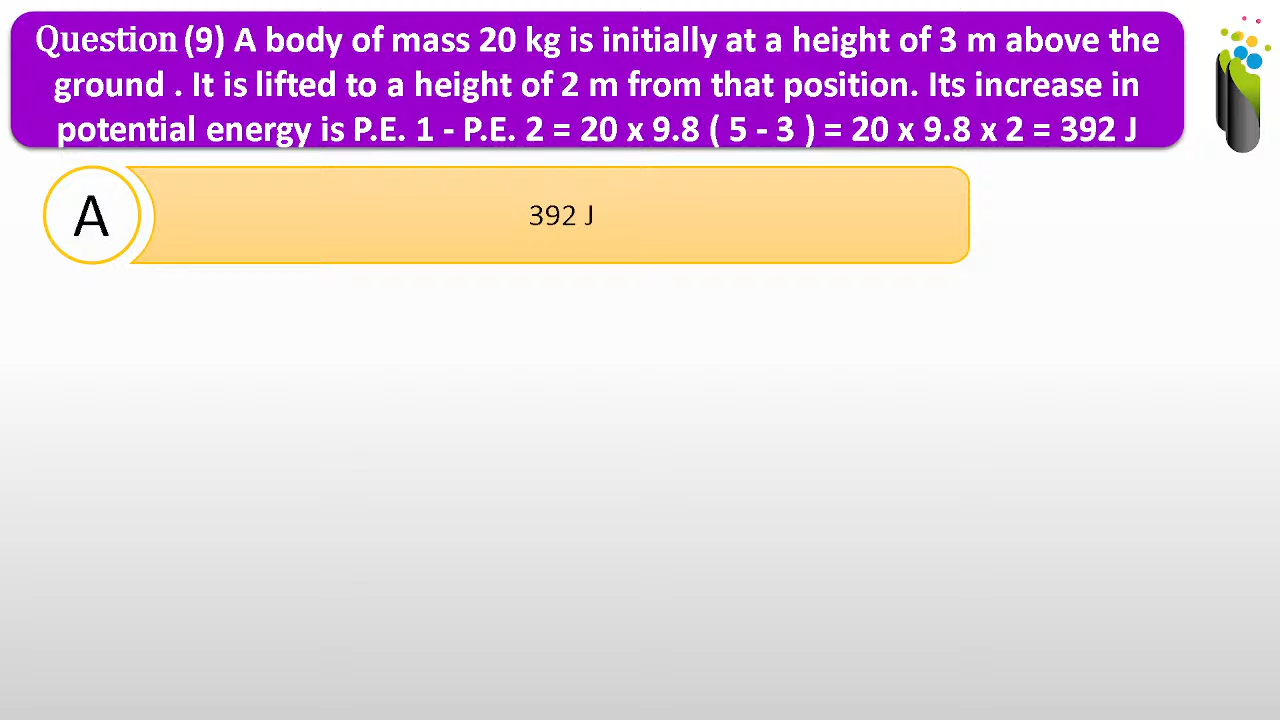 Question (9) A body of mass 20 kg is initially at a height of 3 m above the
ground . It is lifted to a height of 2 m from that position. Its increase in
potential energy is P.E. 1 - P.E. 2 = 20 x 9.8 ( 5 - 3 ) = 20 x 9.8 x 2 = 392 J
A
392 J